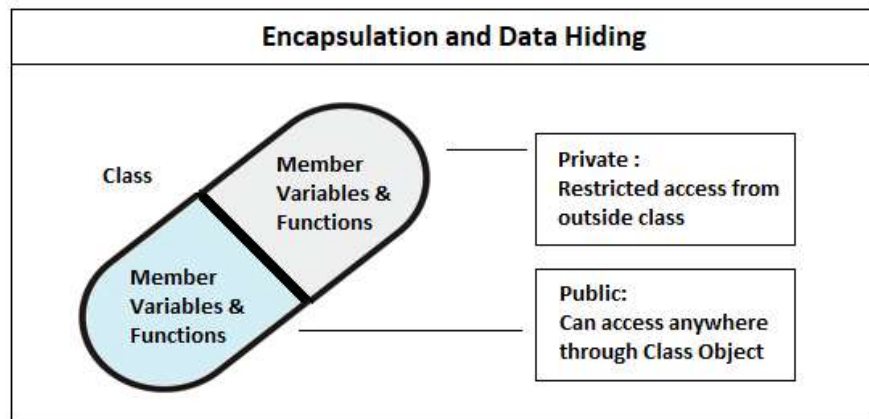 Encapsulation and Data Hiding
Class
Member
Variables &
Functions
Private :
Restricted access from
outside class
Member
Variables &
Functions
Public:
Can access anywhere
through Class Object